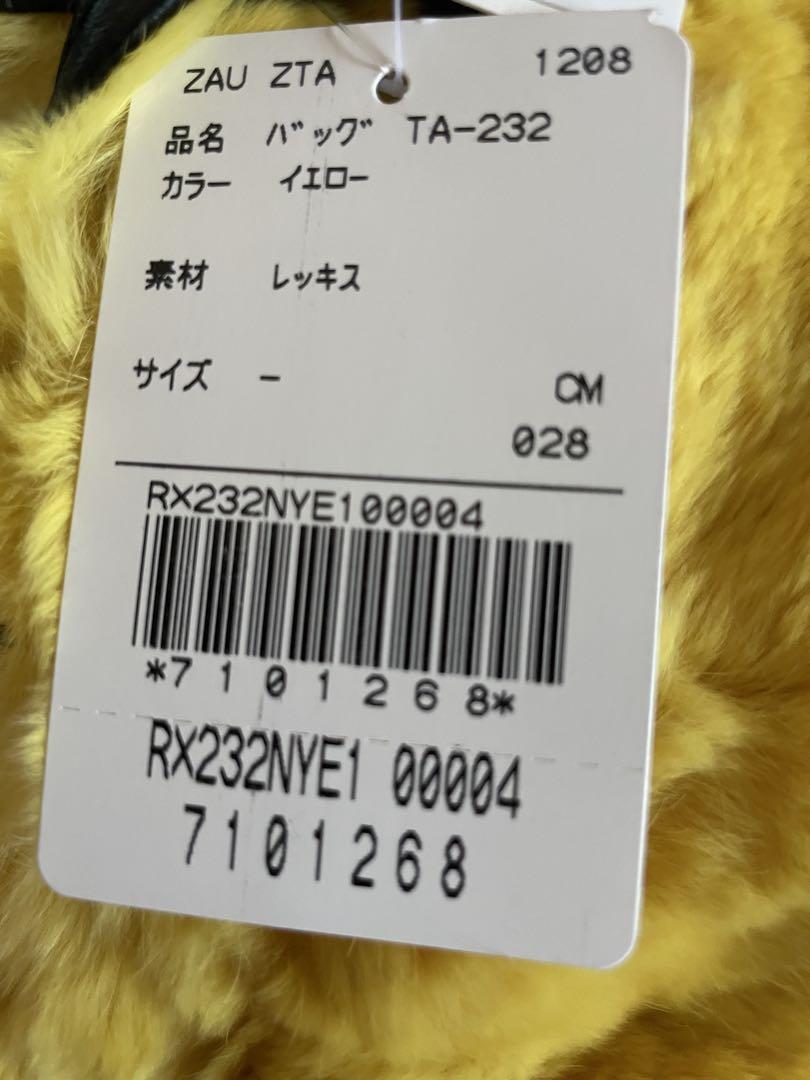 ZAU ZTA 1208
品名 バッグ TA-232
カラー イエロー
素材 レッキス
サイズ - CM
028
RX232NYE100004
*7101268*
RX232NYE1 00004
7101268